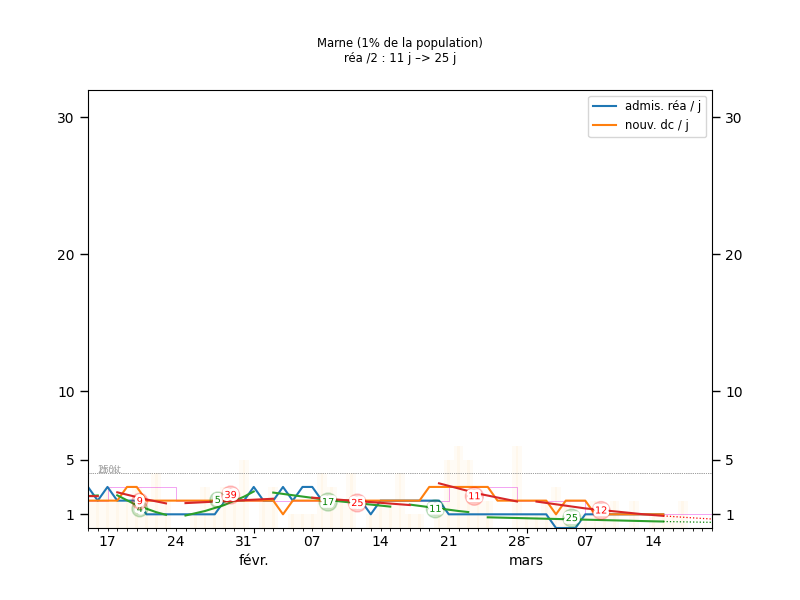 Marne (1% de la population)
réa /2 : 11 j –> 25 j
admis. réa / j
nouv. dc / j
30 30
20 20
10 10
5 5
1 1
9 4 5 39 17 25 11 11 25 12
17 24 31- 07 14 21 28- 07 14
févr. mars